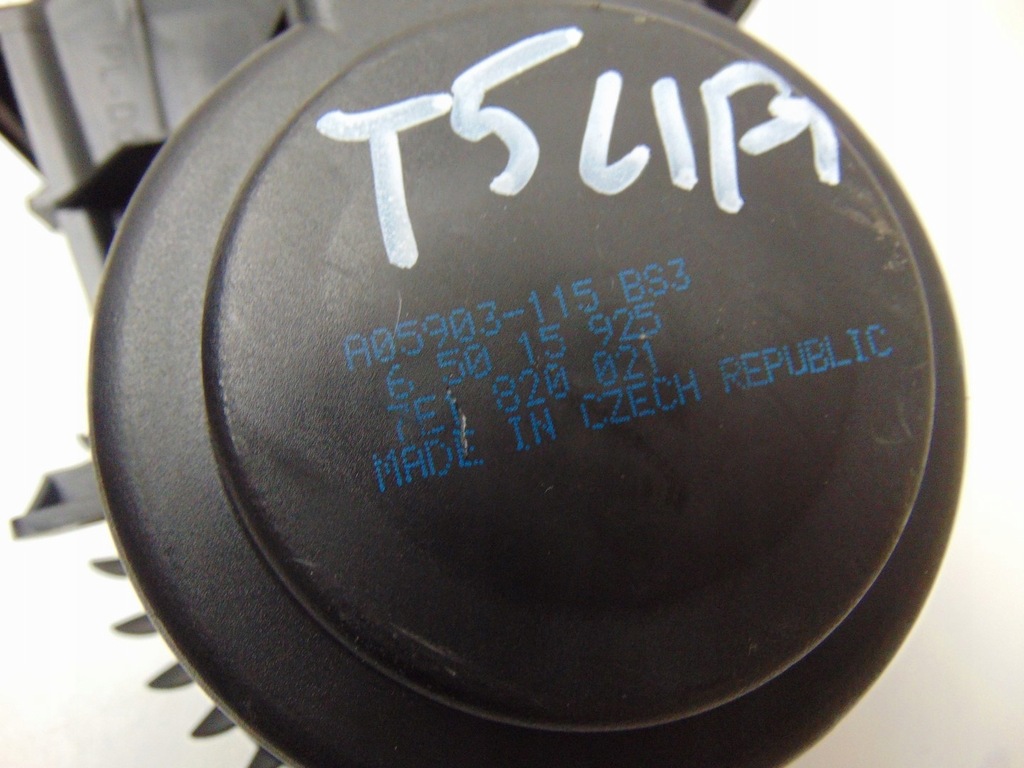 T5 LIFT
A05903-115 BS3
6 50 15 925
7E1 820 021
MADE IN CZECH REPUBLIC